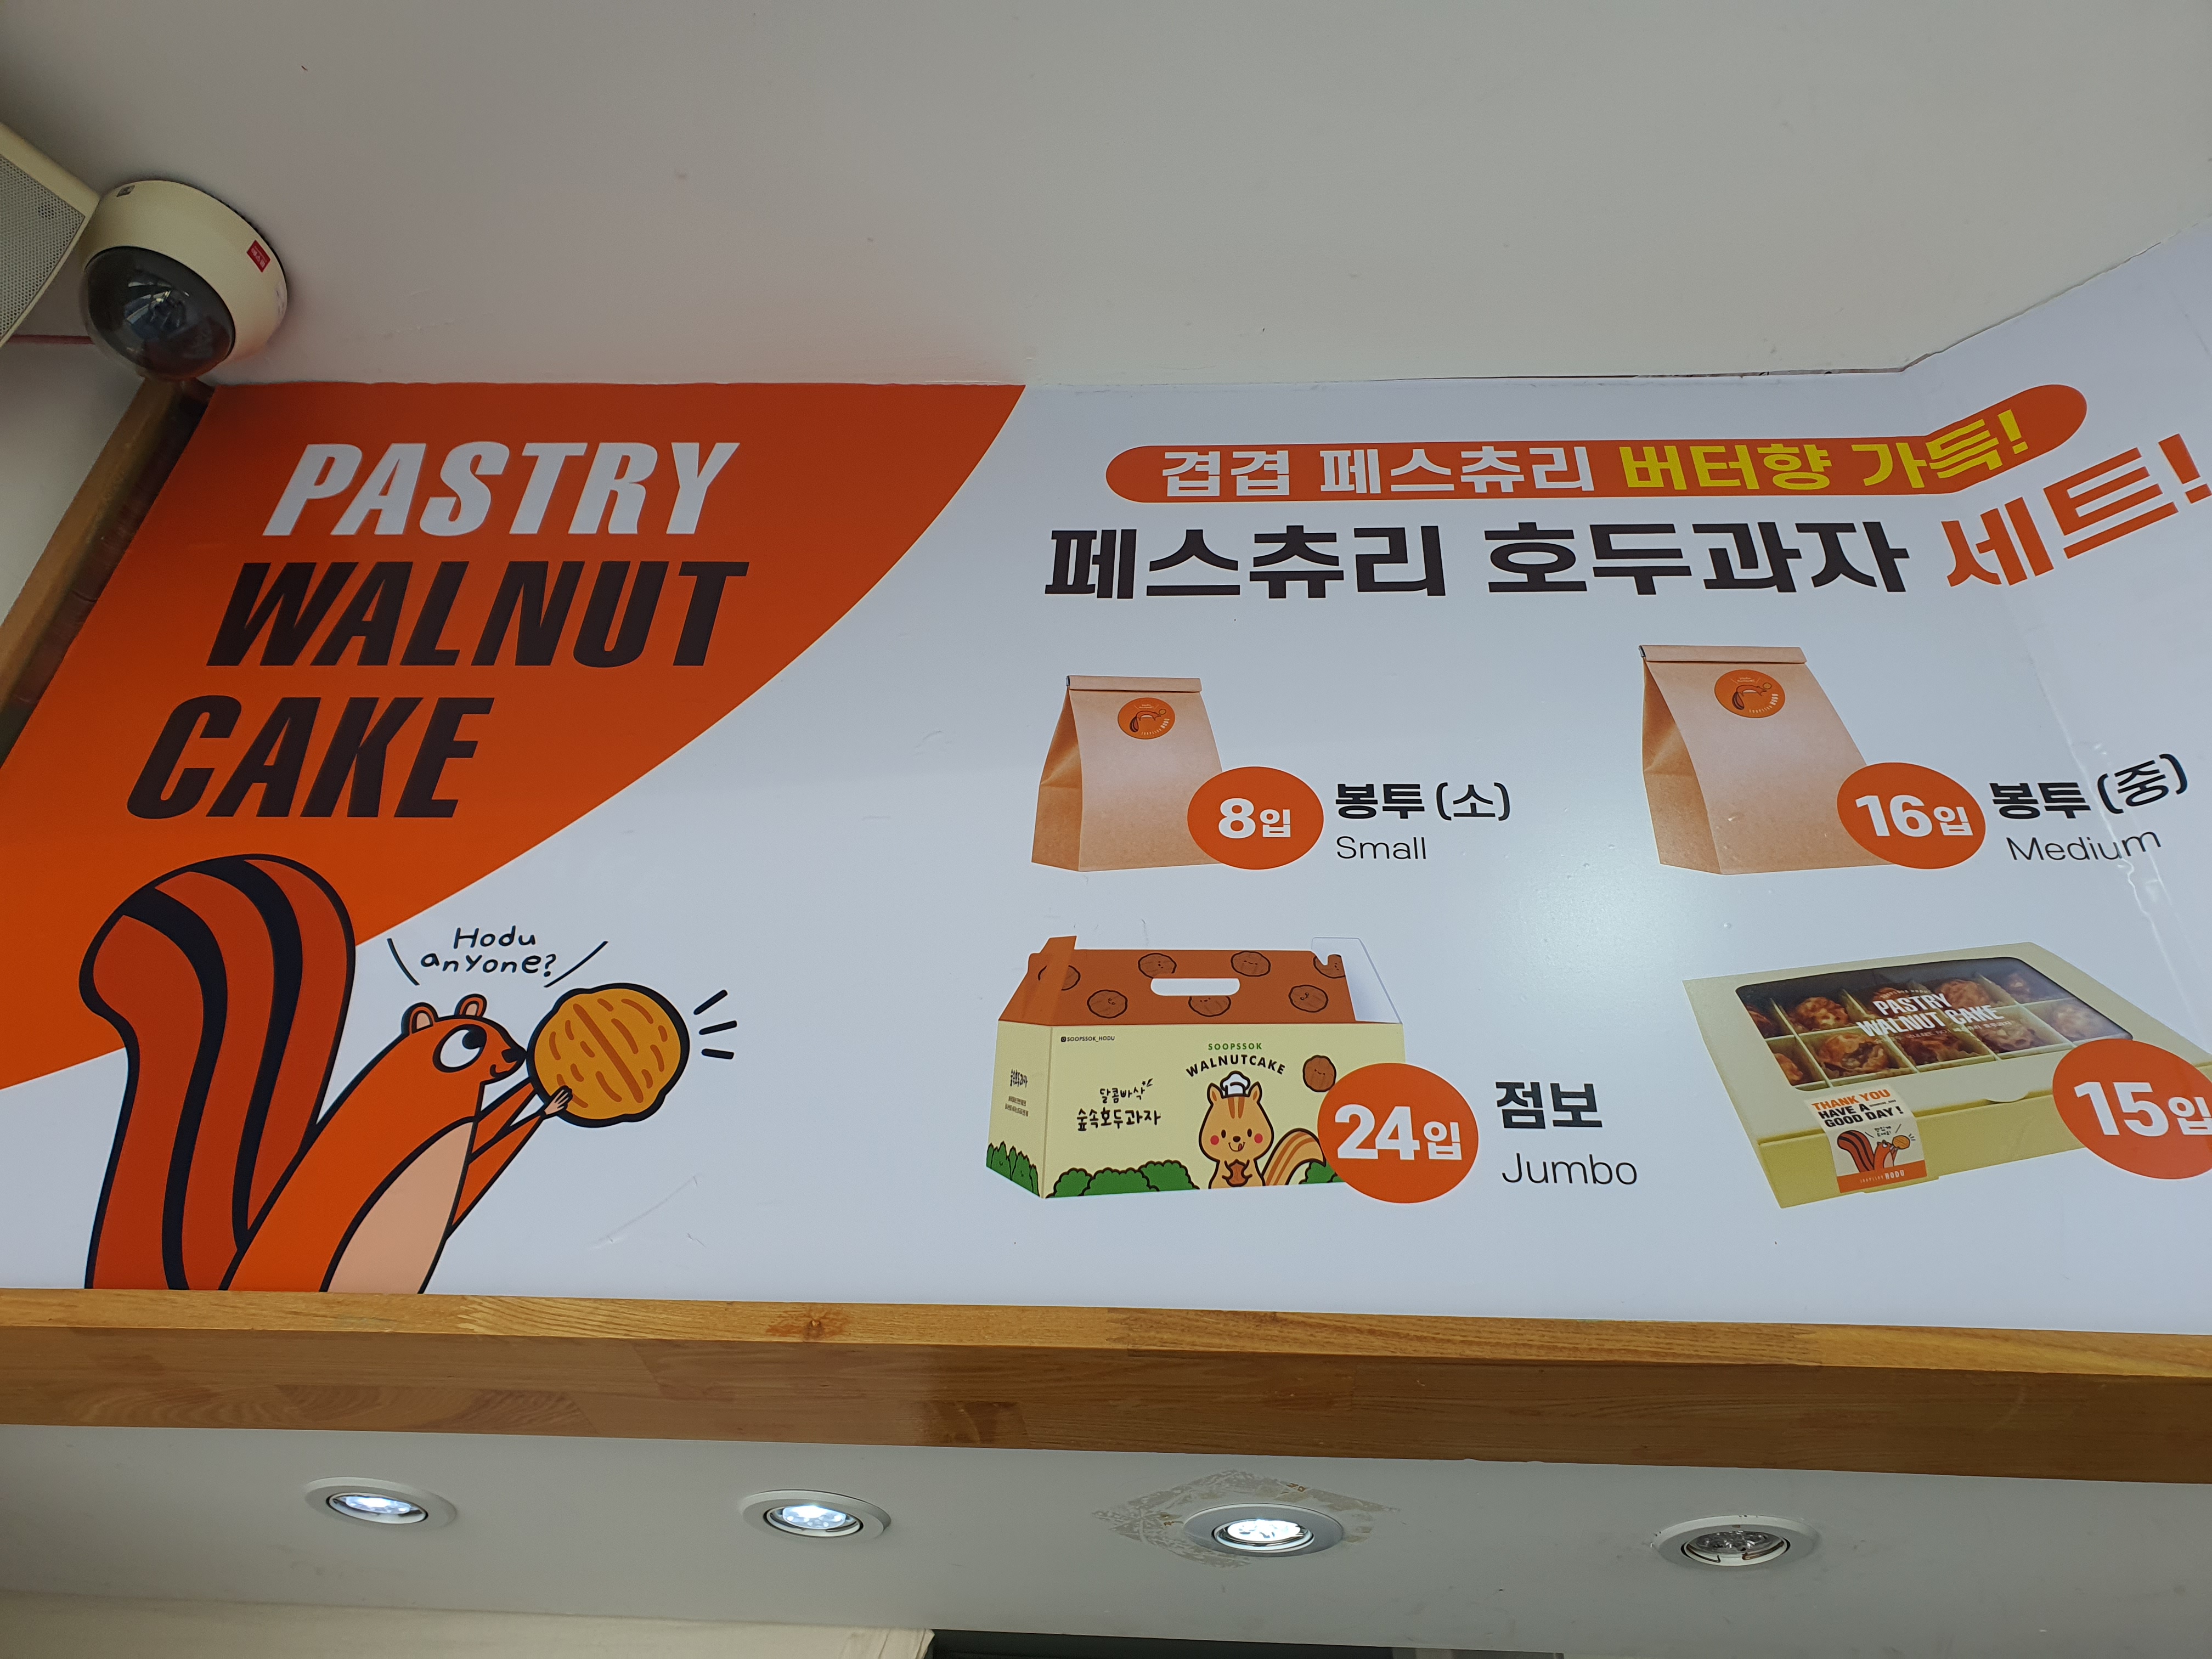 PASTRY
WALNUT
CAKE
Hodu
anyone?
겹겹 페스츄리 버터향 가득!
페스츄리 호두과자 세트!
8입
봉투 (소)
Small
16입
봉투 (중)
Medium
SOOPSSOK_HODU
SOOPSSOK
WALNUTCAKE
달콤바삭
숲속호두과자
24입
점보
Jumbo
PASTRY
WALNUT CAKE
THANK YOU
HAVE A
GOOD DAY!
HODU
15입